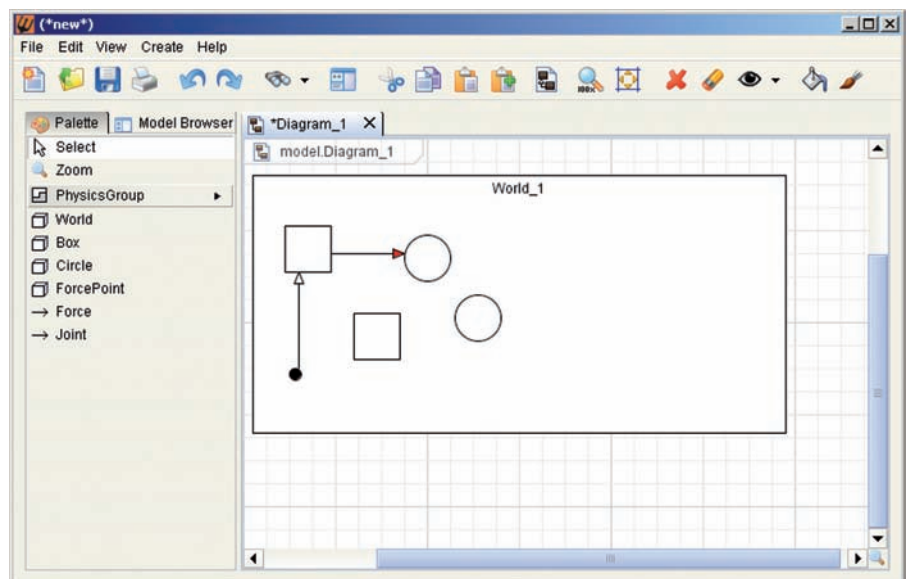 (*new*)
File Edit View Create Help
100%
Palette Model Browser *Diagram_1 X
Select
Zoom
PhysicsGroup
World
Box
Circle
ForcePoint
Force
Joint
model.Diagram_1
World_1